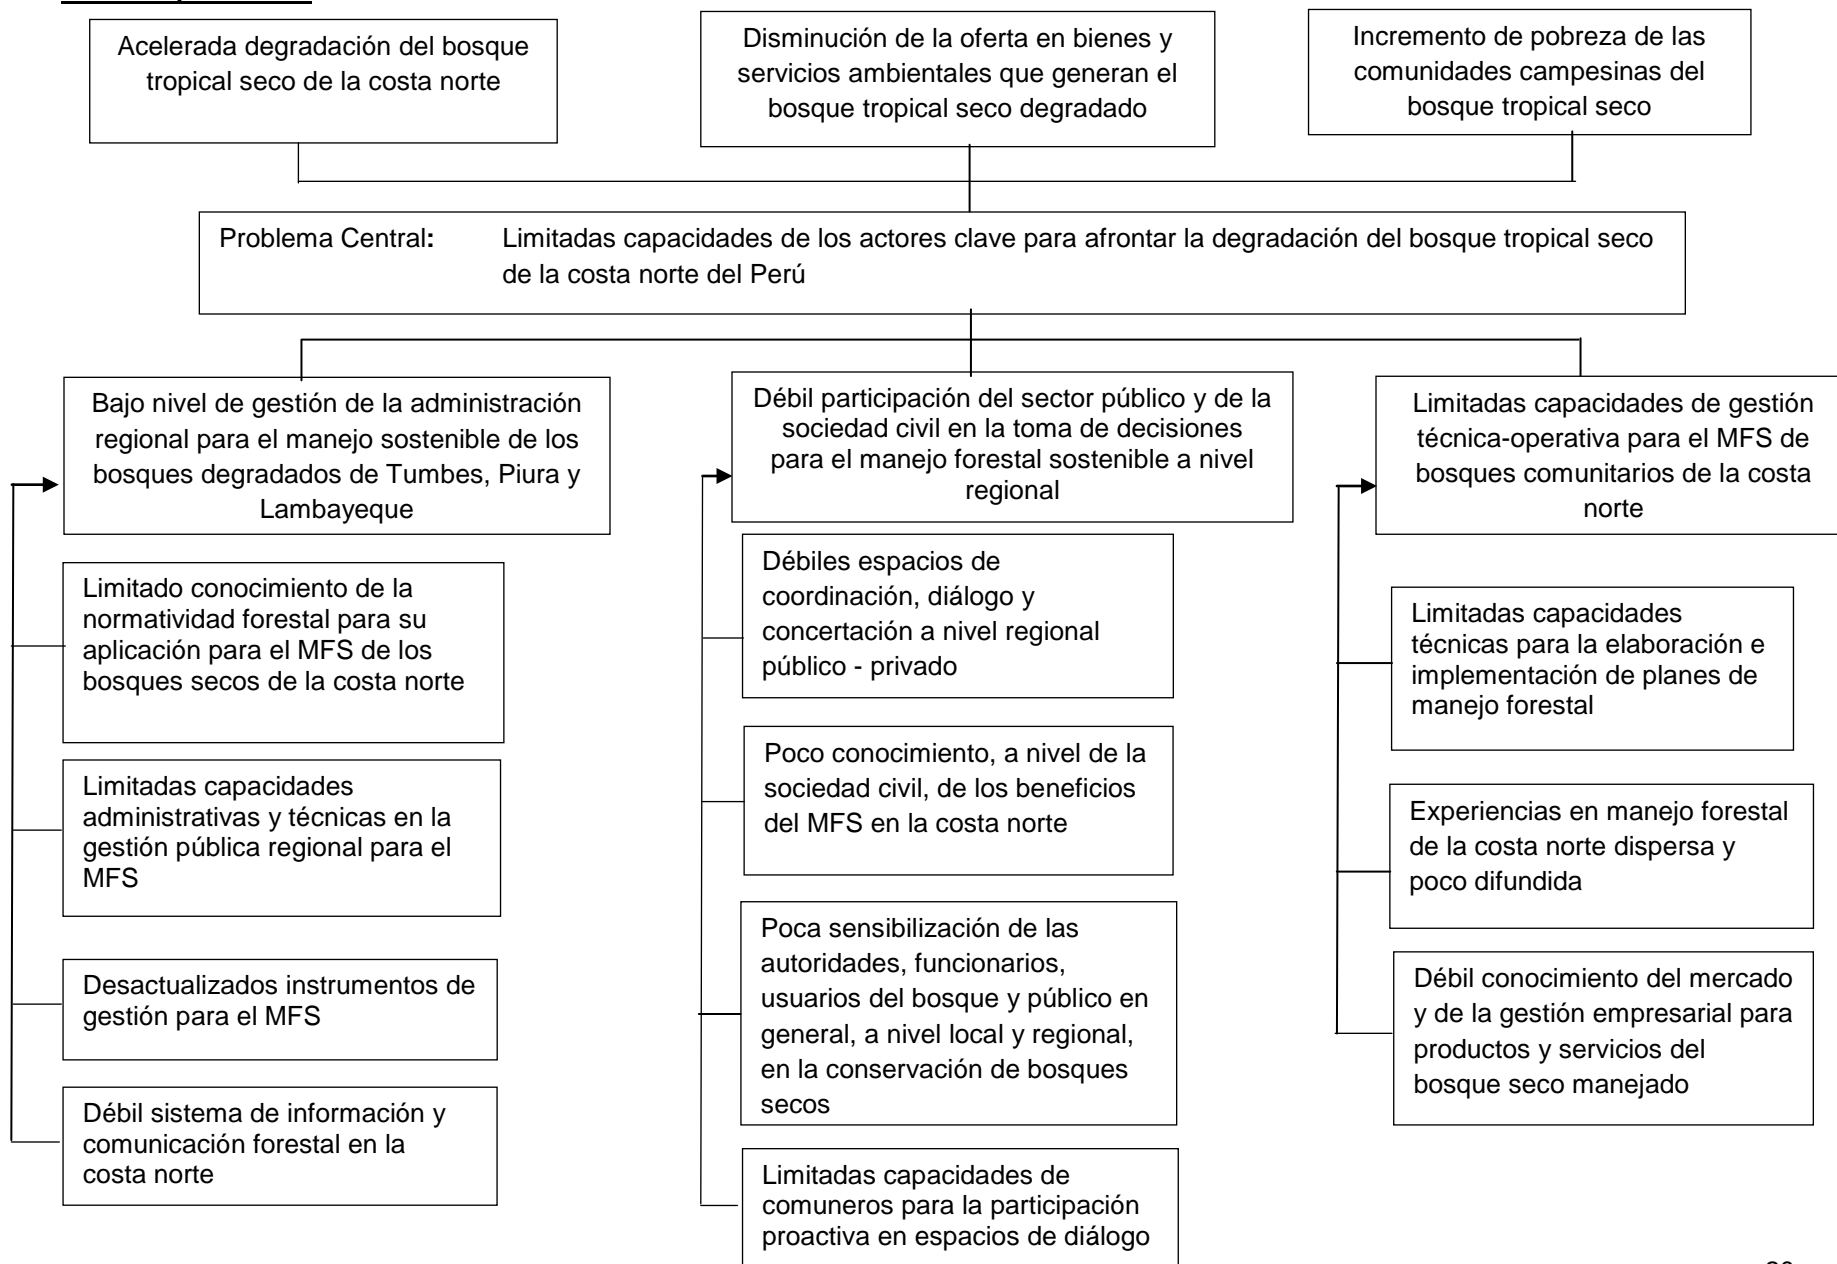 Acelerada degradación del bosque
tropical seco de la costa norte
Disminución de la oferta en bienes y
servicios ambientales que generan el
bosque tropical seco degradado
Incremento de pobreza de las
comunidades campesinas del
bosque tropical seco
Problema Central: Limitadas capacidades de los actores clave para afrontar la degradación del bosque tropical seco
de la costa norte del Perú
Bajo nivel de gestión de la administración
regional para el manejo sostenible de los
bosques degradados de Tumbes, Piura y
Lambayeque
Limitado conocimiento de la
normatividad forestal para su
aplicación para el MFS de los
bosques secos de la costa norte
Limitadas capacidades
administrativas y técnicas en la
gestión pública regional para el
MFS
Desactualizados instrumentos de
gestión para el MFS
Débil sistema de información y
comunicación forestal en la
costa norte
Débil participación del sector público y de la
sociedad civil en la toma de decisiones
para el manejo forestal sostenible a nivel
regional
Débiles espacios de
coordinación, diálogo y
concertación a nivel regional
público - privado
Poco conocimiento, a nivel de la
sociedad civil, de los beneficios
del MFS en la costa norte
Poca sensibilización de las
autoridades, funcionarios,
usuarios del bosque y público en
general, a nivel local y regional,
en la conservación de bosques
secos
Limitadas capacidades de
comuneros para la participación
proactiva en espacios de diálogo
Limitadas capacidades de gestión
técnica-operativa para el MFS de
bosques comunitarios de la costa
norte
Limitadas capacidades
técnicas para la elaboración e
implementación de planes de
manejo forestal
Experiencias en manejo forestal
de la costa norte dispersa y
poco difundida
Débil conocimiento del mercado
y de la gestión empresarial para
productos y servicios del
bosque seco manejado